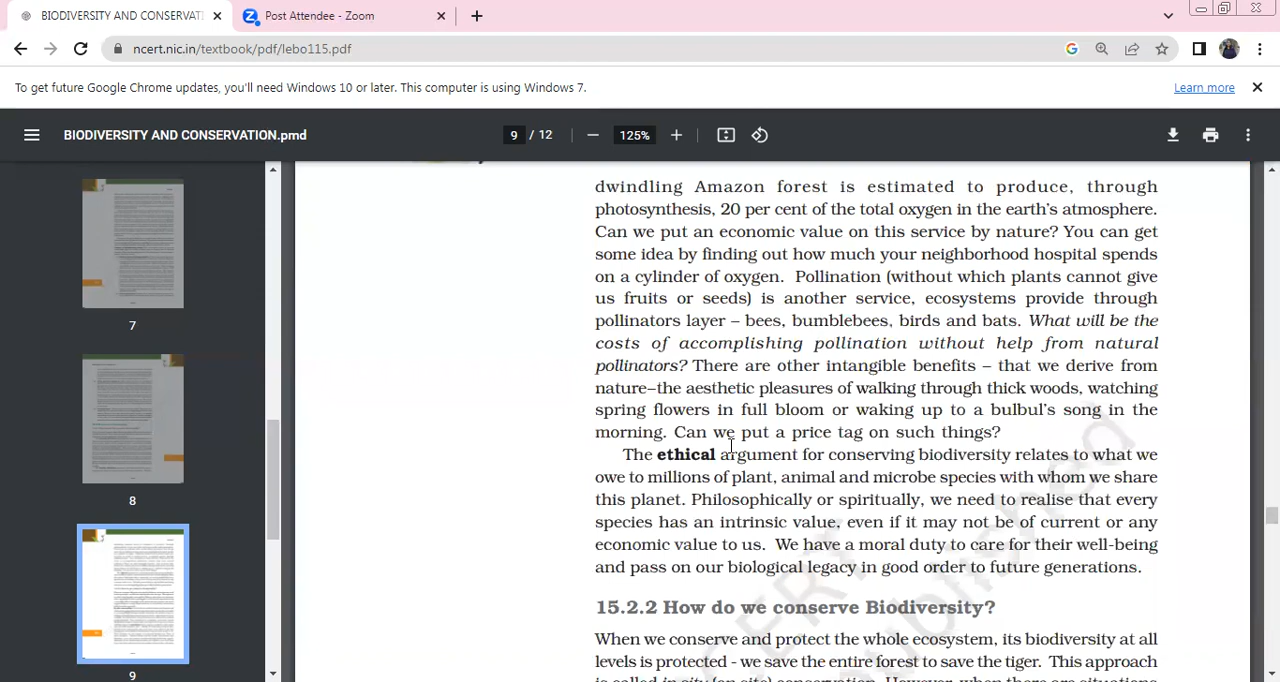 BIODIVERSITY AND CONSERVATI
Post Attendee - Zoom
ncert.nic.in/textbook/pdf/lebo115.pdf
To get future Google Chrome updates, you'll need Windows 10 or later. This computer is using Windows 7.
Learn more
BIODIVERSITY AND CONSERVATION.pmd
9 / 12
125%
7
8
9
dwindling Amazon forest is estimated to produce, through
photosynthesis, 20 per cent of the total oxygen in the earth's atmosphere.
Can we put an economic value on this service by nature? You can get
some idea by finding out how much your neighborhood hospital spends
on a cylinder of oxygen. Pollination (without which plants cannot give
us fruits or seeds) is another service, ecosystems provide through
pollinators layer – bees, bumblebees, birds and bats. What will be the
costs of accomplishing pollination without help from natural
pollinators? There are other intangible benefits – that we derive from
nature–the aesthetic pleasures of walking through thick woods, watching
spring flowers in full bloom or waking up to a bulbul's song in the
morning. Can we put a price tag on such things?
The ethical argument for conserving biodiversity relates to what we
owe to millions of plant, animal and microbe species with whom we share
this planet. Philosophically or spiritually, we need to realise that every
species has an intrinsic value, even if it may not be of current or any
economic value to us. We have a moral duty to care for their well-being
and pass on our biological legacy in good order to future generations.
15.2.2 How do we conserve Biodiversity?
When we conserve and protect the whole ecosystem, its biodiversity at all
levels is protected - we save the entire forest to save the tiger. This approach
is called in situ (on site) conservation. However, when there are situations